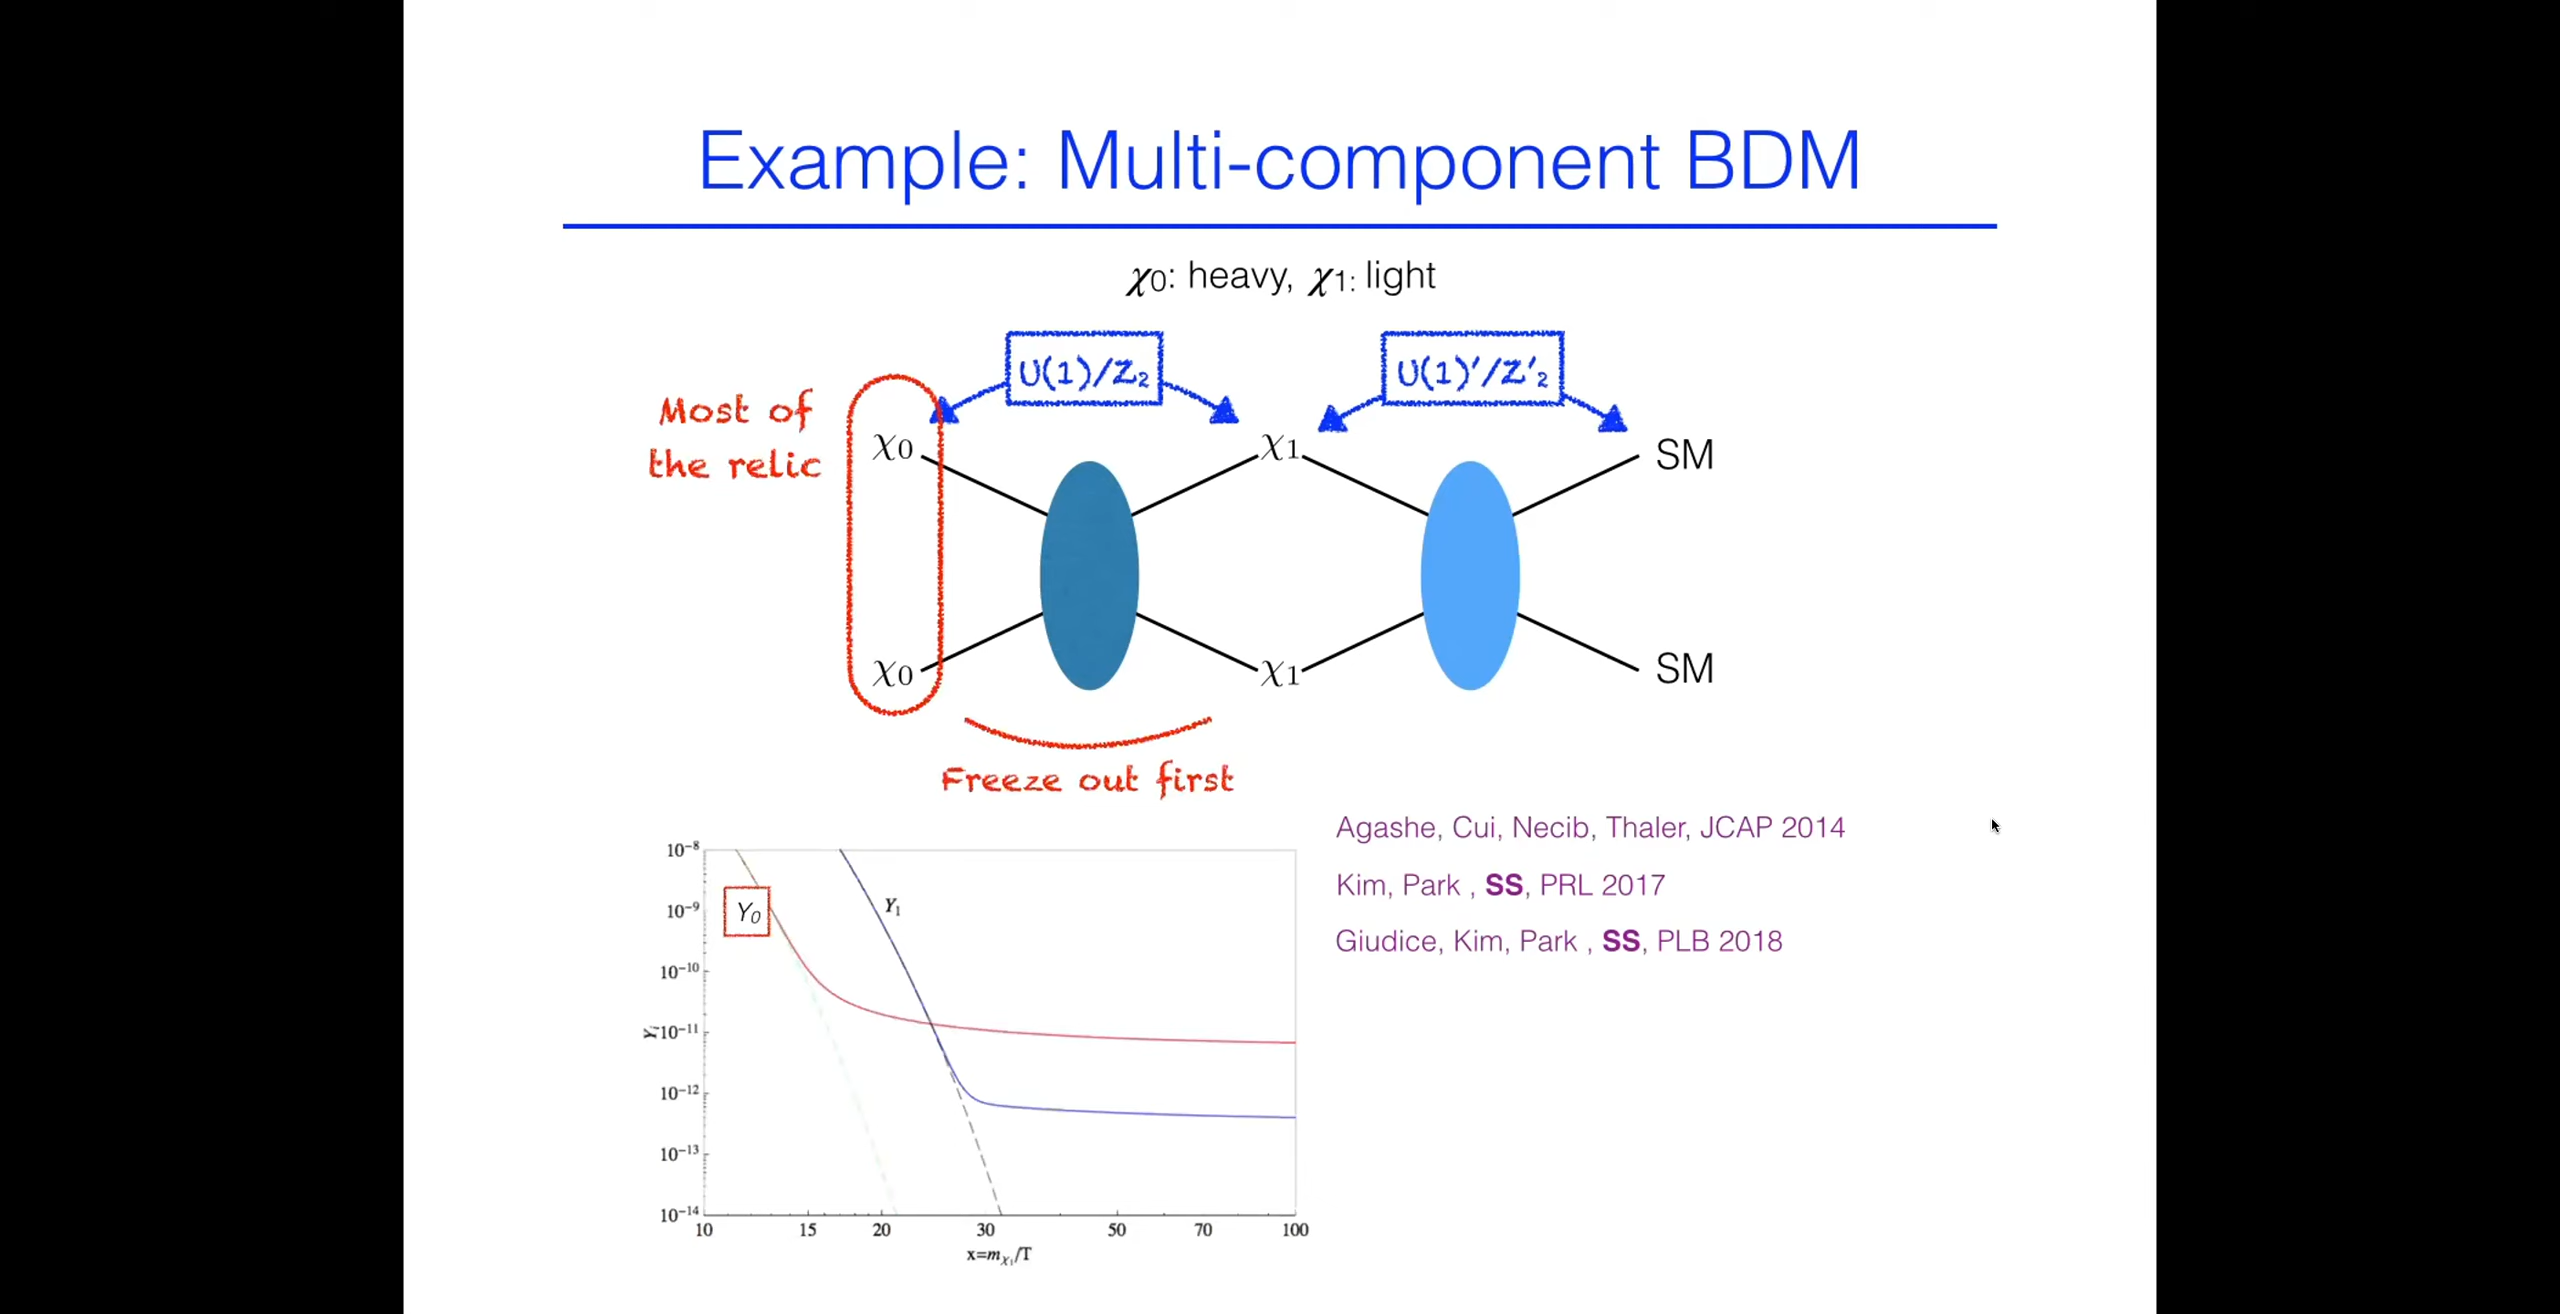 Example: Multi-component BDM
χ0: heavy, χ1: light
U(1)/Z₂
U(1)′/Z′₂
Most of
the relic
χ0
χ1
SM
χ0
χ1
SM
Freeze out first
Agashe, Cui, Necib, Thaler, JCAP 2014
Kim, Park , SS, PRL 2017
Giudice, Kim, Park , SS, PLB 2018
10⁻⁸
Y₀
Y₁
10⁻⁹
10⁻¹⁰
Yᵢ
10⁻¹¹
10⁻¹²
10⁻¹³
10⁻¹⁴
10 15 20 30 50 70 100
x=mχ₁/T